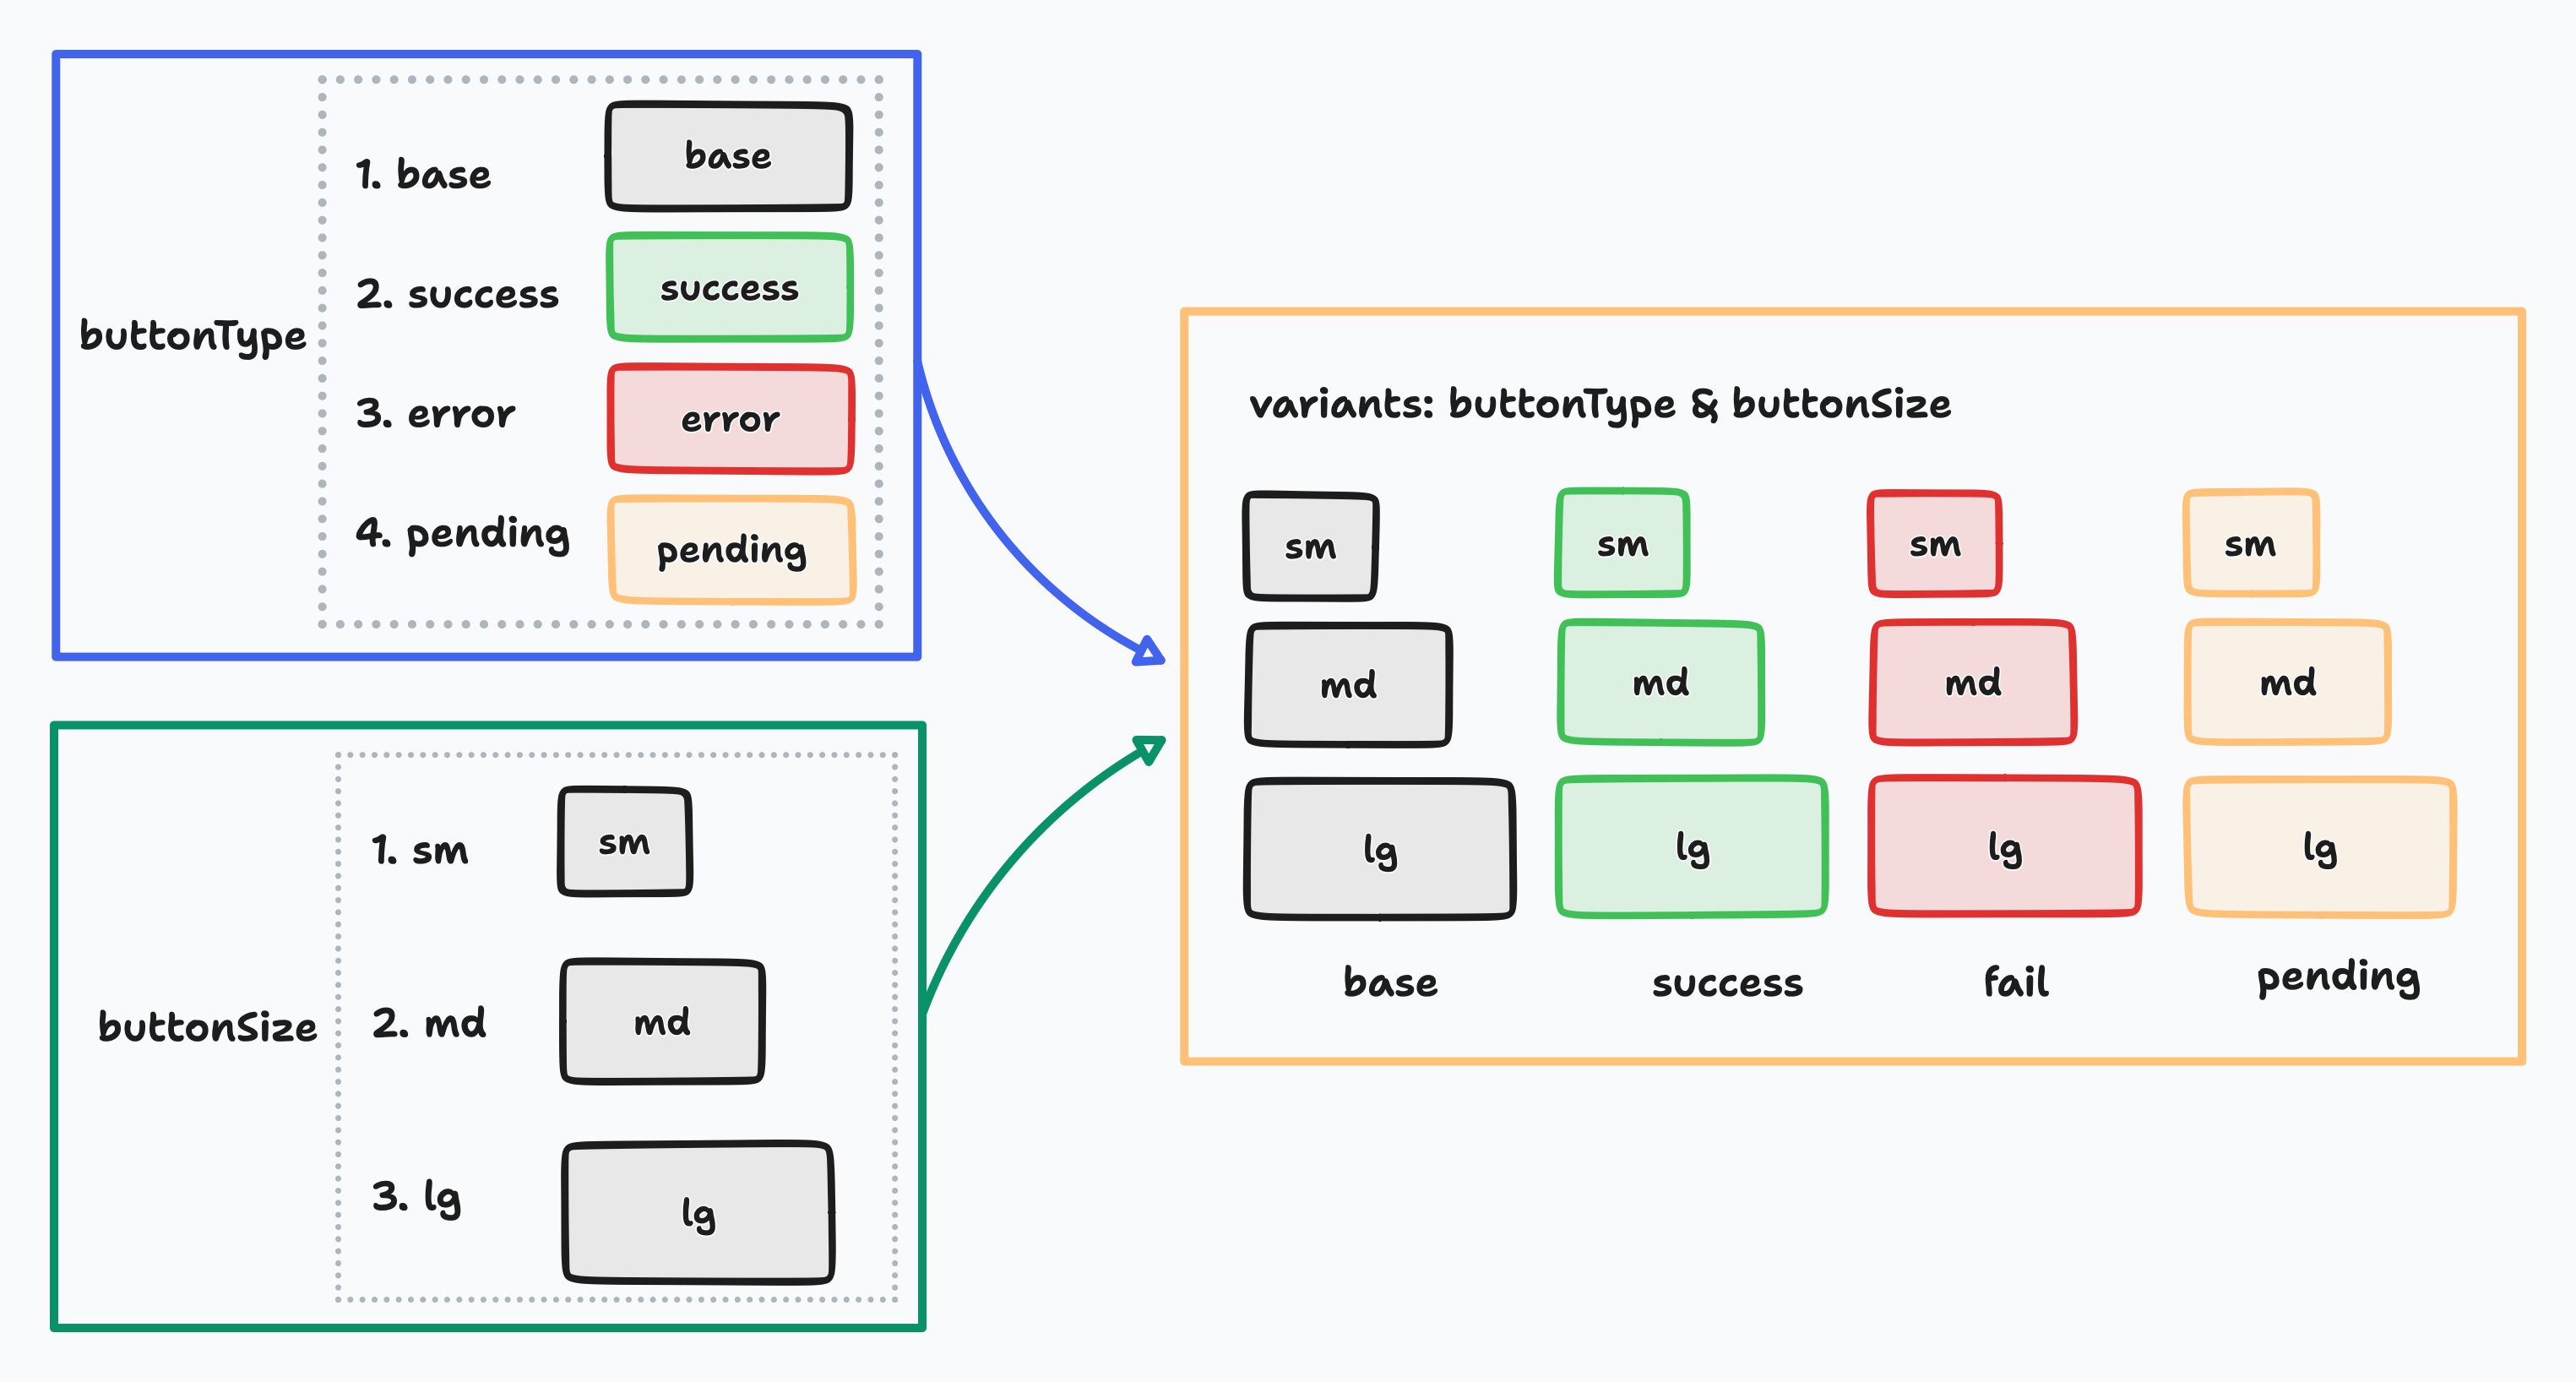 buttonType
1. base
base
2. success
success
3. error
error
4. pending
pending
buttonSize
1. sm
sm
2. md
md
3. lg
lg
variants: buttonType & buttonSize
sm
sm
sm
sm
md
md
md
md
lg
lg
lg
lg
base
success
fail
pending